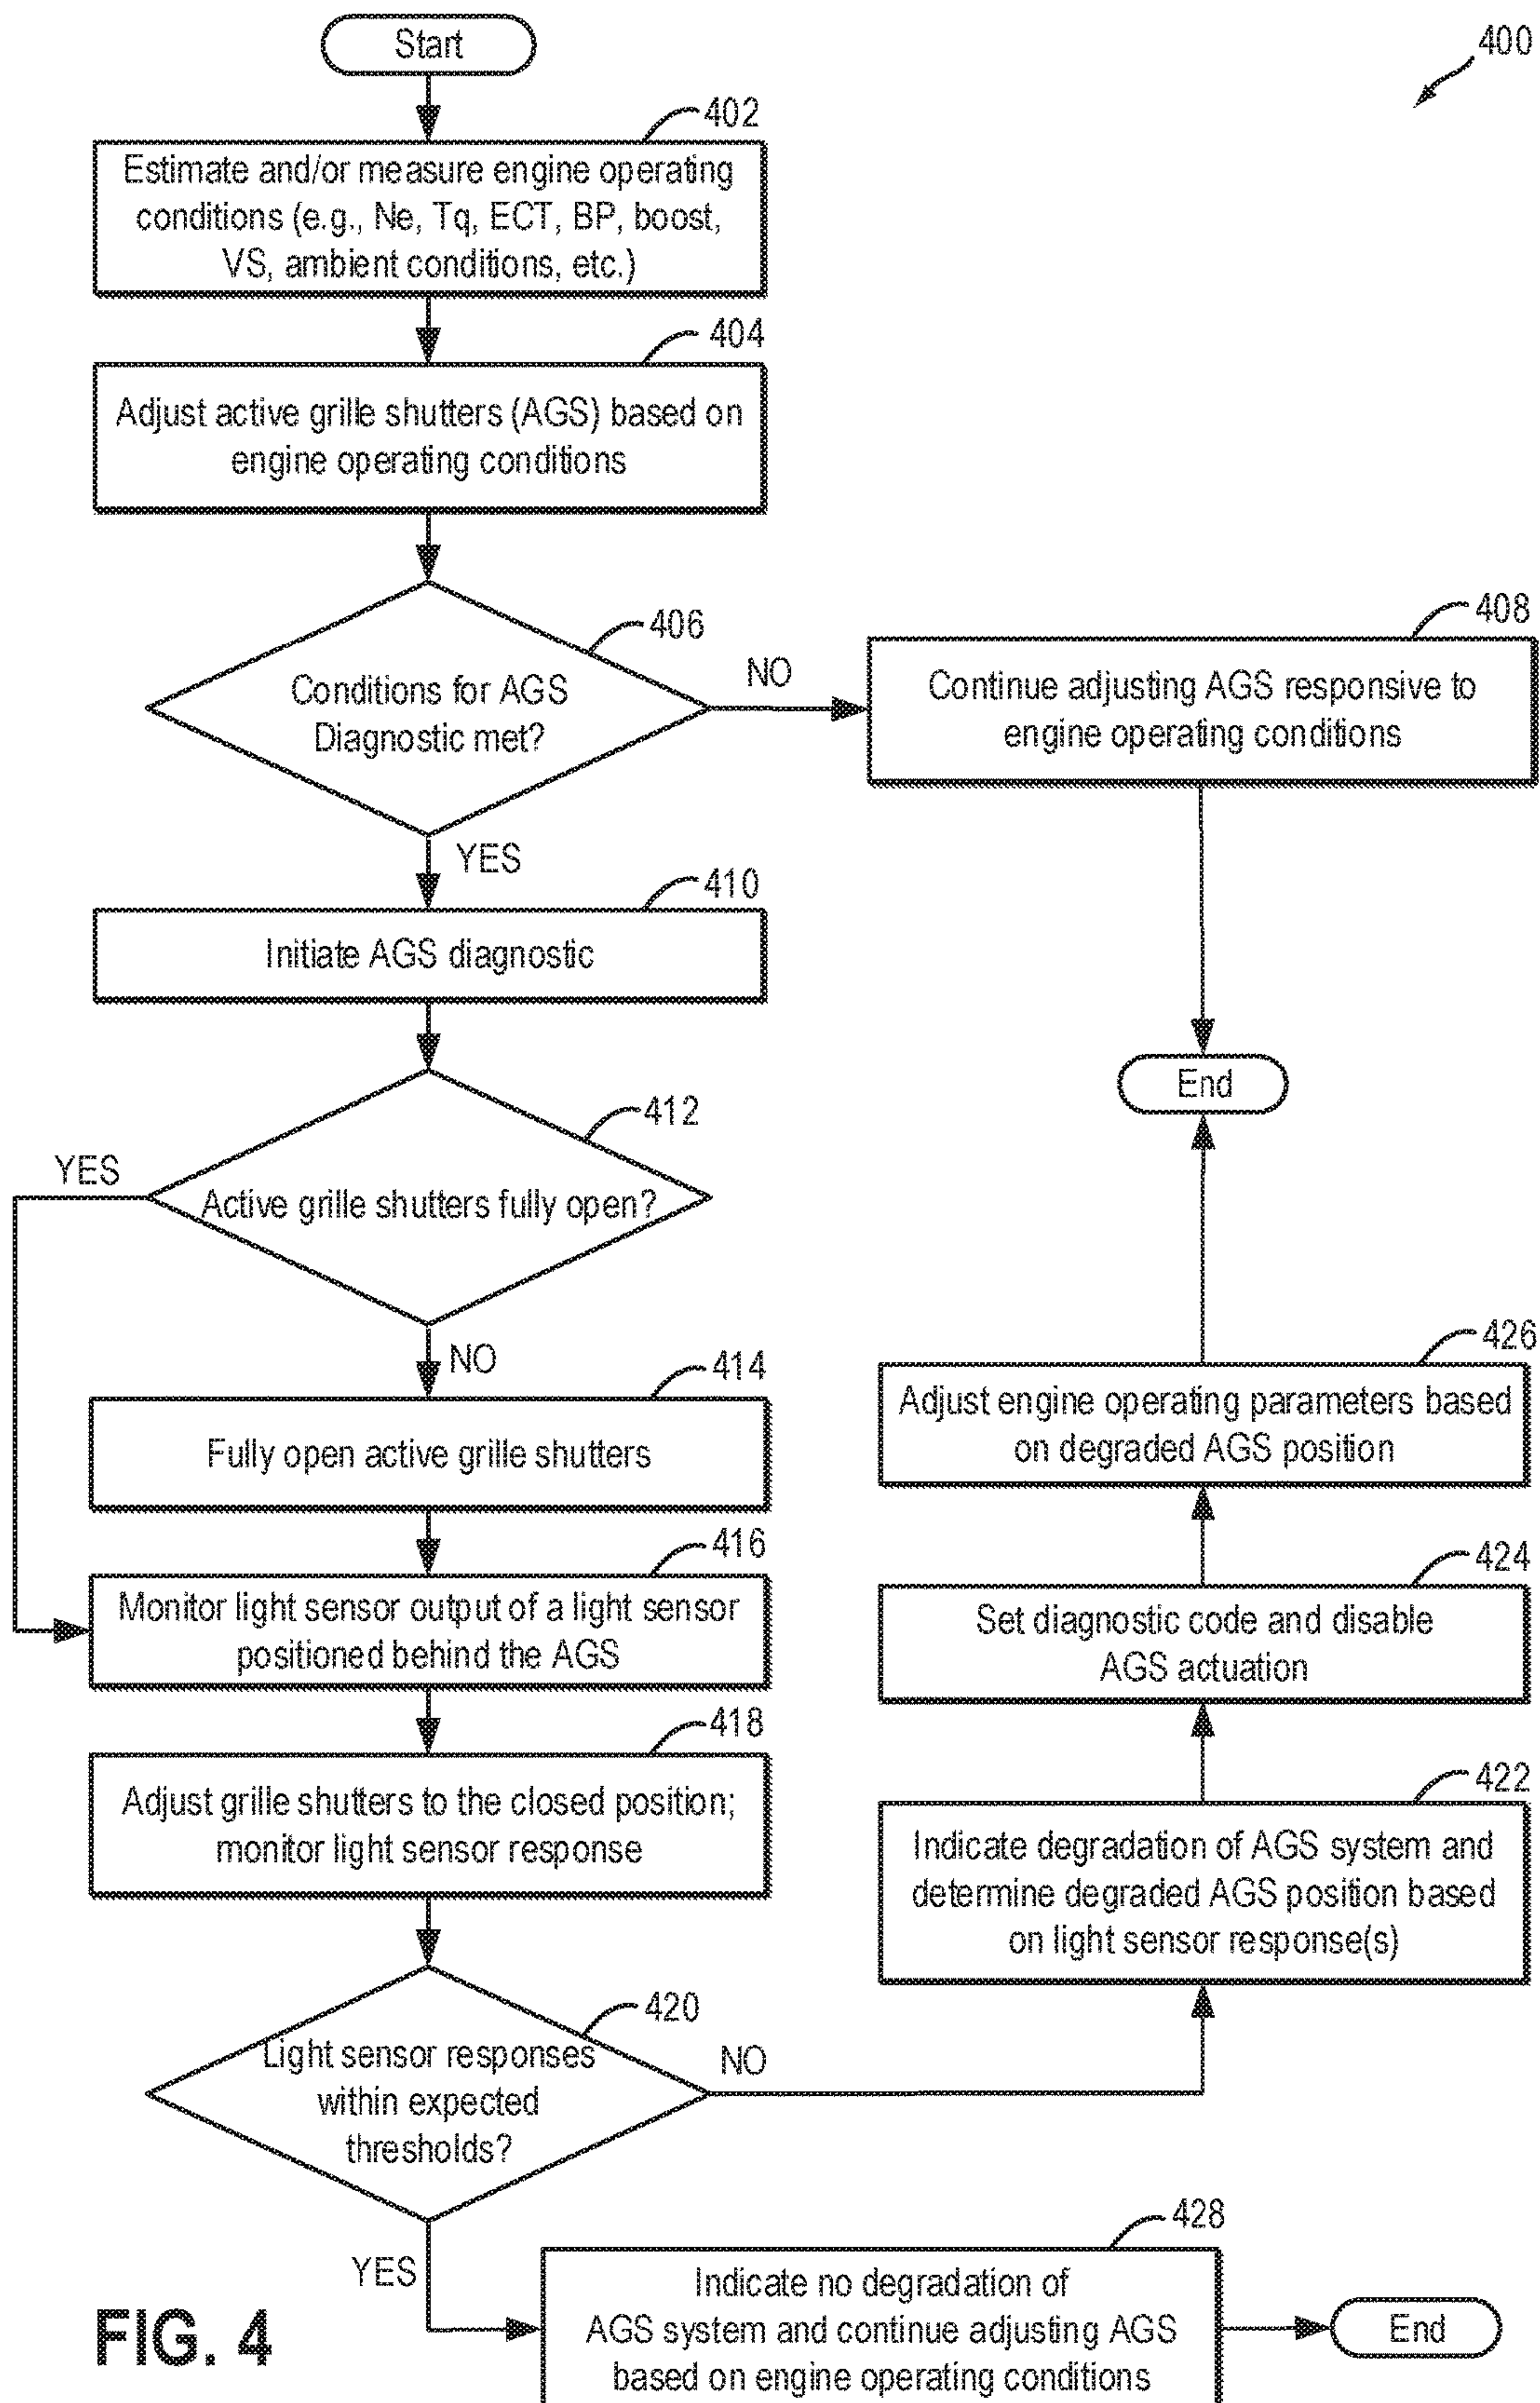 Start
400
402
Estimate and/or measure engine operating
conditions (e.g., Ne, Tq, ECT, BP, boost,
VS, ambient conditions, etc.)
404
Adjust active grille shutters (AGS) based on
engine operating conditions
406
Conditions for AGS
Diagnostic met?
NO
408
Continue adjusting AGS responsive to
engine operating conditions
YES
410
Initiate AGS diagnostic
End
412
YES
Active grille shutters fully open?
NO
414
Fully open active grille shutters
416
Monitor light sensor output of a light sensor
positioned behind the AGS
418
Adjust grille shutters to the closed position;
monitor light sensor response
420
Light sensor responses
within expected
thresholds?
NO
422
Indicate degradation of AGS system and
determine degraded AGS position based
on light sensor response(s)
424
Set diagnostic code and disable
AGS actuation
426
Adjust engine operating parameters based
on degraded AGS position
YES
428
Indicate no degradation of
AGS system and continue adjusting AGS
based on engine operating conditions
End
FIG. 4